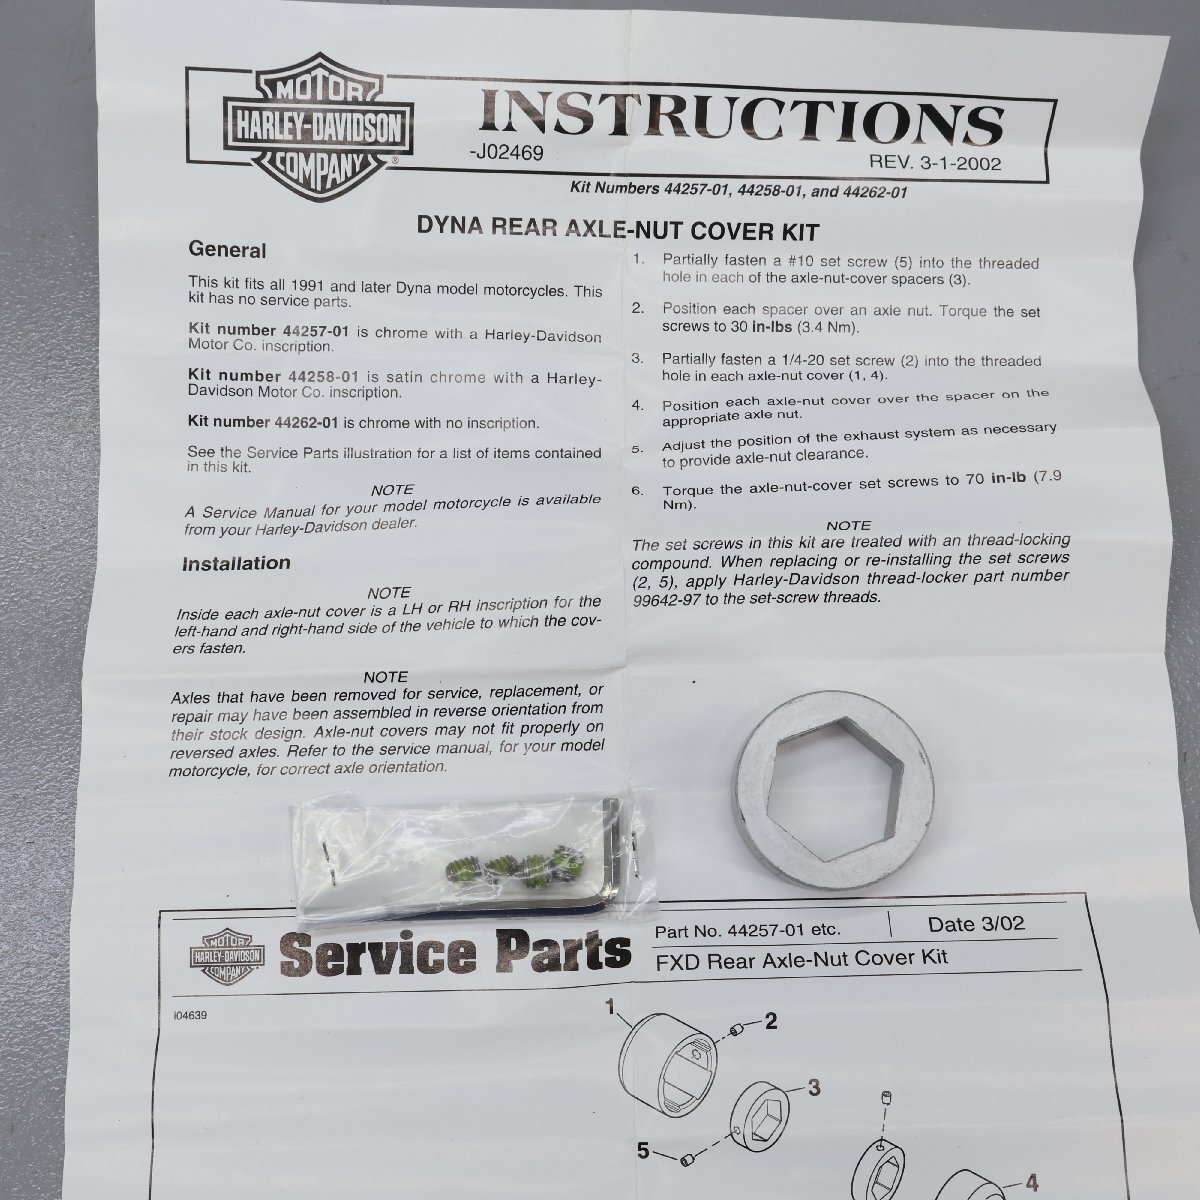 MOTOR
HARLEY-DAVIDSON
COMPANY
®
INSTRUCTIONS
-J02469
REV. 3-1-2002
Kit Numbers 44257-01, 44258-01, and 44262-01
DYNA REAR AXLE-NUT COVER KIT
General
This kit fits all 1991 and later Dyna model motorcycles. This
kit has no service parts.
Kit number 44257-01 is chrome with a Harley-Davidson
Motor Co. inscription.
Kit number 44258-01 is satin chrome with a Harley-
Davidson Motor Co. inscription.
Kit number 44262-01 is chrome with no inscription.
See the Service Parts illustration for a list of items contained
in this kit.
NOTE
A Service Manual for your model motorcycle is available
from your Harley-Davidson dealer.
Installation
NOTE
Inside each axle-nut cover is a LH or RH inscription for the
left-hand and right-hand side of the vehicle to which the cov-
ers fasten.
NOTE
Axles that have been removed for service, replacement, or
repair may have been assembled in reverse orientation from
their stock design. Axle-nut covers may not fit properly on
reversed axles. Refer to the service manual, for your model
motorcycle, for correct axle orientation.
1. Partially fasten a #10 set screw (5) into the threaded
hole in each of the axle-nut-cover spacers (3).
2. Position each spacer over an axle nut. Torque the set
screws to 30 in-lbs (3.4 Nm).
3. Partially fasten a 1/4-20 set screw (2) into the threaded
hole in each axle-nut cover (1, 4).
4. Position each axle-nut cover over the spacer on the
appropriate axle nut.
5. Adjust the position of the exhaust system as necessary
to provide axle-nut clearance.
6. Torque the axle-nut-cover set screws to 70 in-lb (7.9
Nm).
NOTE
The set screws in this kit are treated with an thread-locking
compound. When replacing or re-installing the set screws
(2, 5), apply Harley-Davidson thread-locker part number
99642-97 to the set-screw threads.
MOTOR
HARLEY-DAVIDSON
COMPANY
Service Parts
Part No. 44257-01 etc.
Date 3/02
FXD Rear Axle-Nut Cover Kit
i04639
1
2
3
5
4